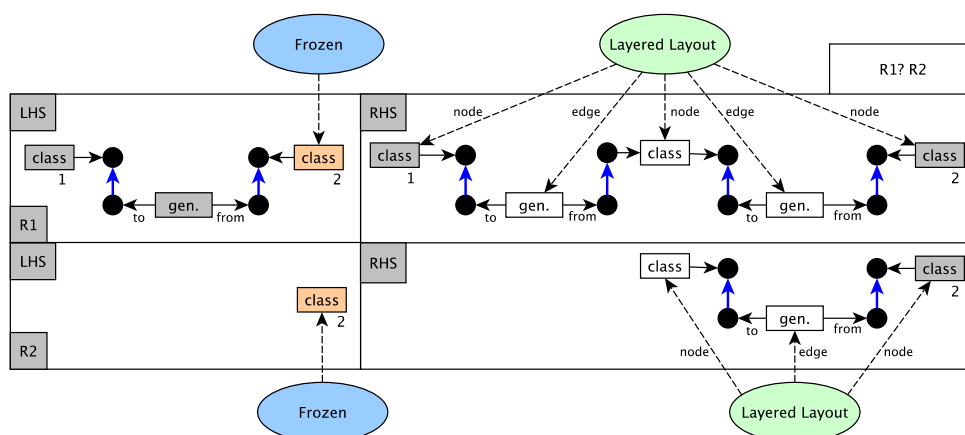 Frozen
Layered Layout
R1? R2
LHS
RHS
node
edge
node
edge
node
class
1
class
2
class
1
class
class
2
to
gen.
from
to
gen.
from
to
gen.
from
R1
LHS
RHS
class
class
2
class
2
to
gen.
from
R2
node
edge
node
Frozen
Layered Layout